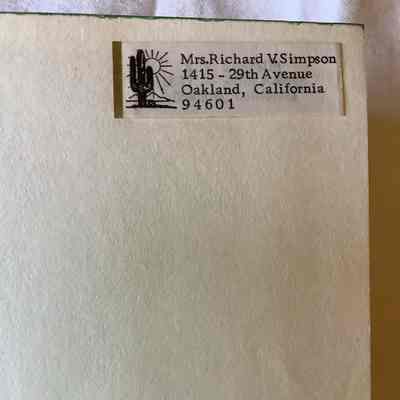 Mrs.Richard V.Simpson
1415 - 29th Avenue
Oakland, California
94601